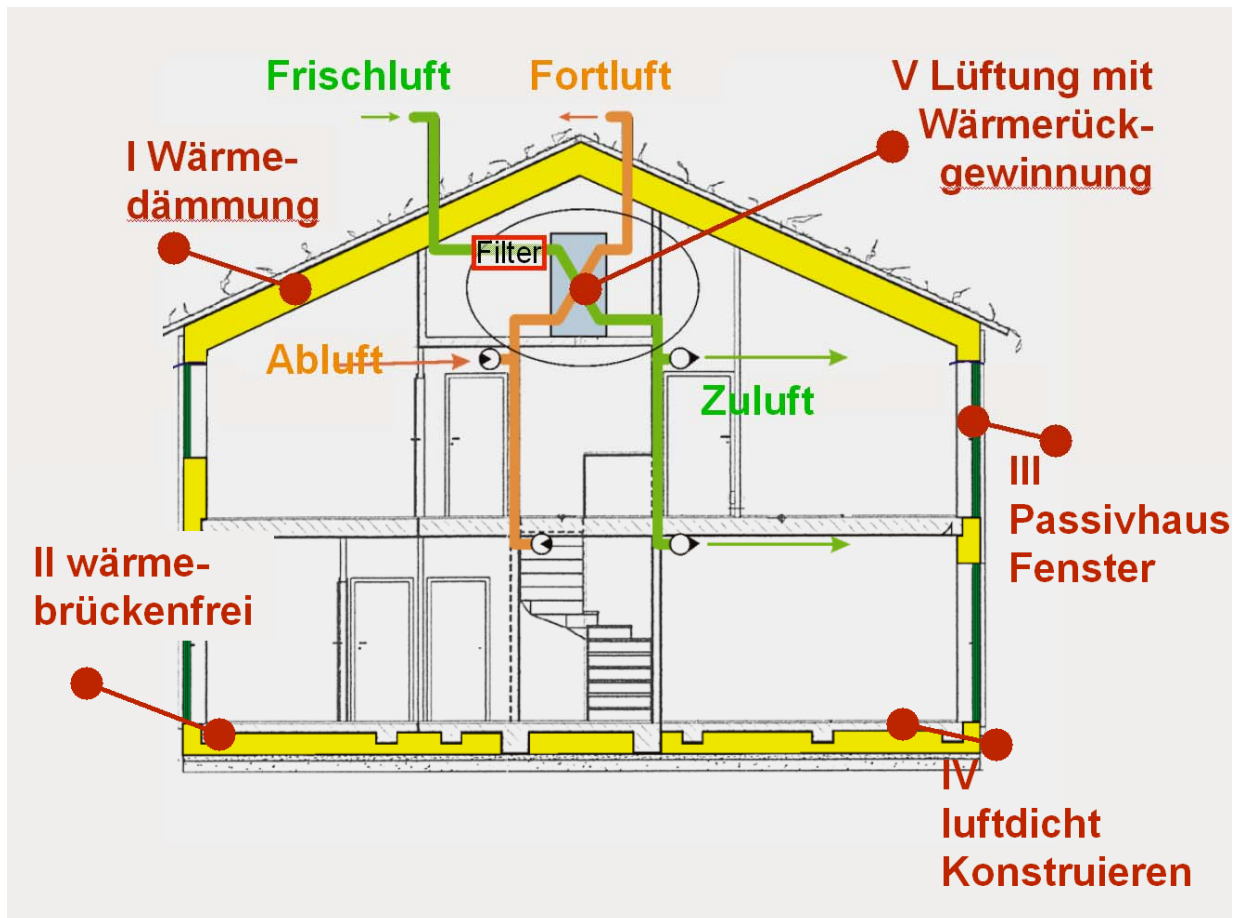 Frischluft
Fortluft
V Lüftung mit
Wärmerück-
gewinnung
I Wärme-
dämmung
Filter
Abluft
Zuluft
III
Passivhaus
Fenster
II wärme-
brückenfrei
IV
luftdicht
Konstruieren